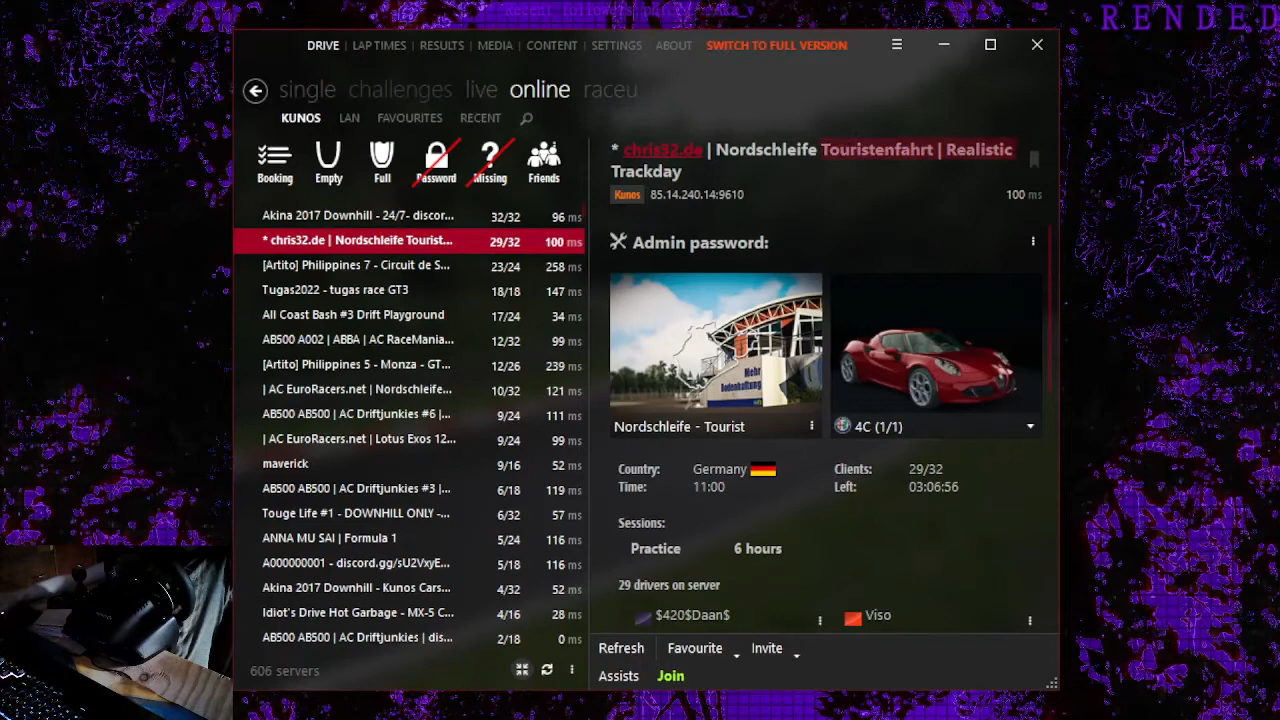 RENDED
DRIVE | LAP TIMES | RESULTS | MEDIA | CONTENT | SETTINGS | ABOUT SWITCH TO FULL VERSION
single challenges live online raceu
KUNOS LAN FAVOURITES RECENT
Booking Empty Full Password Missing Friends
Akina 2017 Downhill - 24/7- discor... 32/32 96 ms
* chris32.de | Nordschleife Tourist... 29/32 100 ms
[Artito] Philippines 7 - Circuit de S... 23/24 258 ms
Tugas2022 - tugas race GT3 18/18 147 ms
All Coast Bash #3 Drift Playground 17/24 34 ms
AB500 A002 | ABBA | AC RaceMania... 12/32 99 ms
[Artito] Philippines 5 - Monza - GT... 12/26 239 ms
| AC EuroRacers.net | Nordschleife... 10/32 121 ms
AB500 AB500 | AC Driftjunkies #6 |... 9/24 111 ms
| AC EuroRacers.net | Lotus Exos 12... 9/24 99 ms
maverick 9/16 52 ms
AB500 AB500 | AC Driftjunkies #3 |... 6/18 119 ms
Touge Life #1 - DOWNHILL ONLY -... 6/32 57 ms
ANNA MU SAI | Formula 1 5/24 116 ms
A000000001 - discord.gg/sU2VxyE... 5/18 116 ms
Akina 2017 Downhill - Kunos Cars... 4/32 52 ms
Idiot's Drive Hot Garbage - MX-5 C... 4/16 28 ms
AB500 AB500 | AC Driftjunkies | dis... 2/18 0 ms
606 servers
* chris32.de | Nordschleife Touristenfahrt | Realistic
Trackday
Kunos 85.14.240.14:9610 100 ms
Admin password:
Mehr
Bodenhaftung
Nordschleife - Tourist
4C (1/1)
Country: Germany Clients: 29/32
Time: 11:00 Left: 03:06:56
Sessions:
Practice 6 hours
29 drivers on server
$420$Daan$ Viso
Refresh Favourite Invite
Assists Join